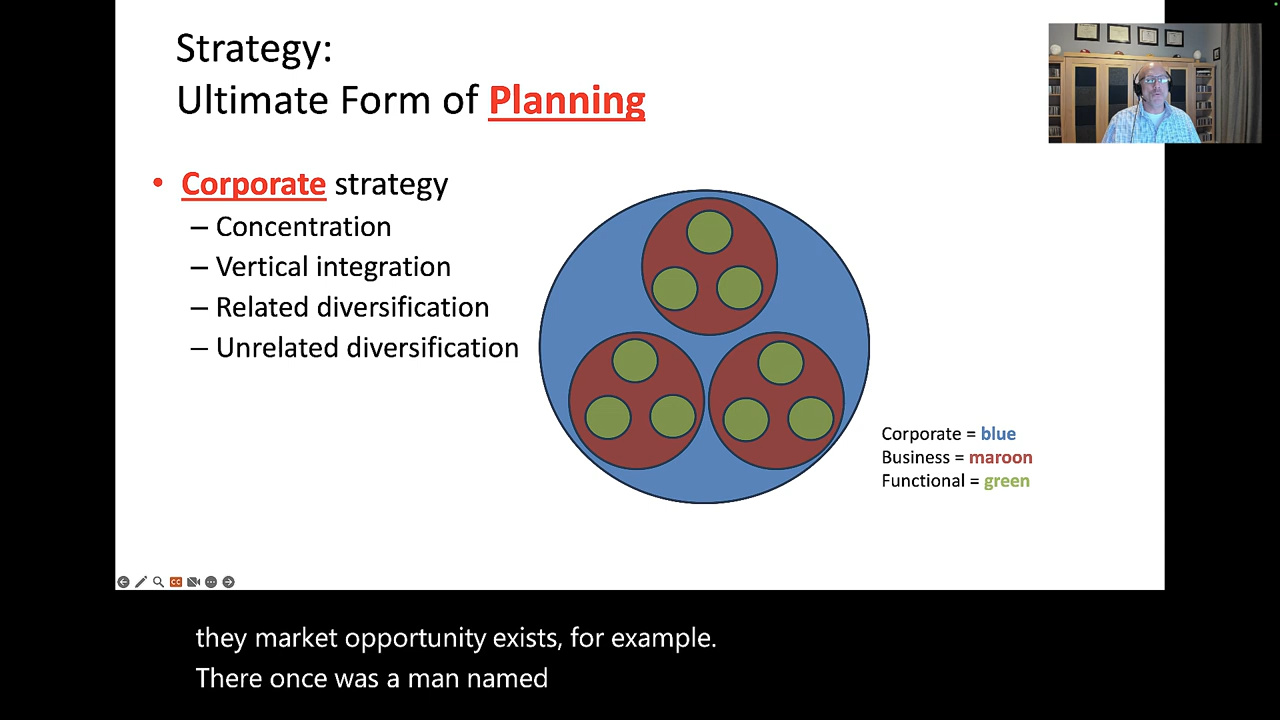 Strategy:
Ultimate Form of Planning
• Corporate strategy
– Concentration
– Vertical integration
– Related diversification
– Unrelated diversification
Corporate = blue
Business = maroon
Functional = green
CC
they market opportunity exists, for example.
There once was a man named